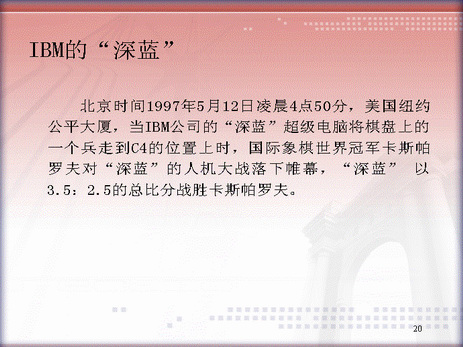 IBM的“深蓝”
北京时间1997年5月12日凌晨4点50分，美国纽约
公平大厦，当IBM公司的“深蓝”超级电脑将棋盘上的
一个兵走到C4的位置上时，国际象棋世界冠军卡斯帕
罗夫对“深蓝”的人机大战落下帷幕，“深蓝” 以
3.5：2.5的总比分战胜卡斯帕罗夫。
20